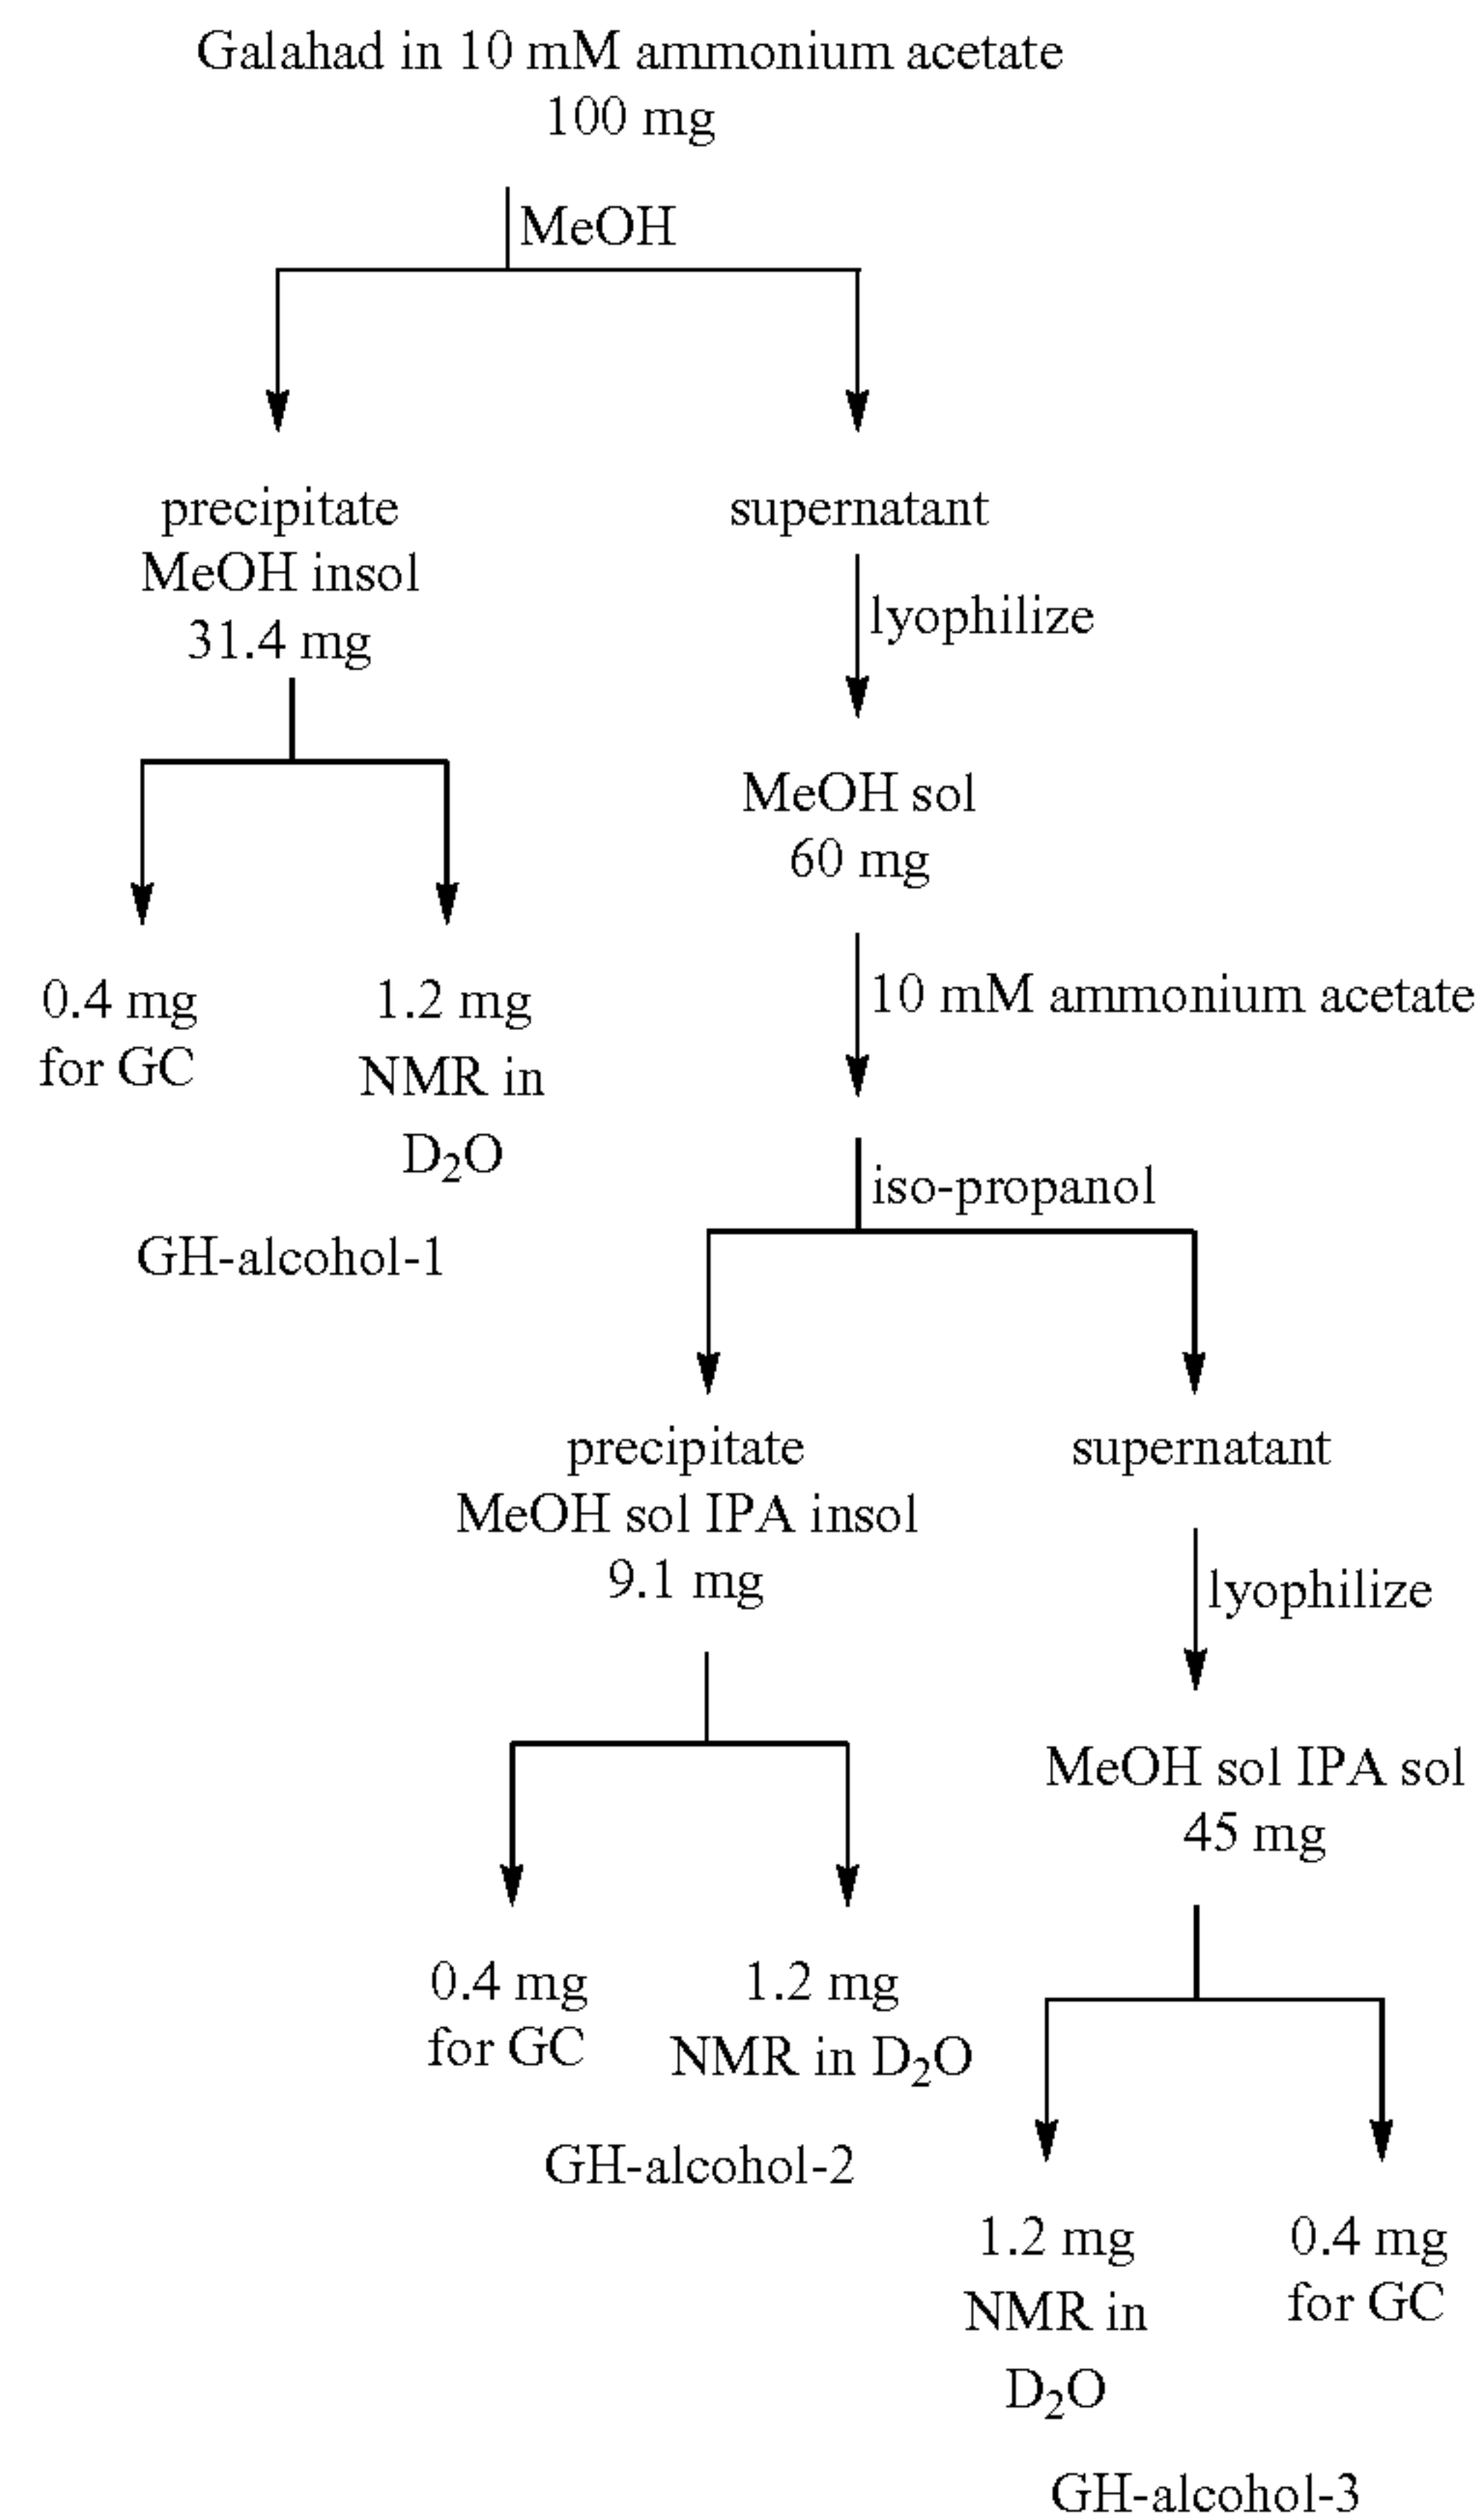 Galahad in 10 mM ammonium acetate
100 mg
MeOH
precipitate
MeOH insol
31.4 mg
supernatant
lyophilize
MeOH sol
60 mg
0.4 mg
for GC
1.2 mg
NMR in
D₂O
GH-alcohol-1
10 mM ammonium acetate
iso-propanol
precipitate
MeOH sol IPA insol
9.1 mg
supernatant
lyophilize
MeOH sol IPA sol
45 mg
0.4 mg
for GC
1.2 mg
NMR in D₂O
GH-alcohol-2
1.2 mg
NMR in
D₂O
0.4 mg
for GC
GH-alcohol-3